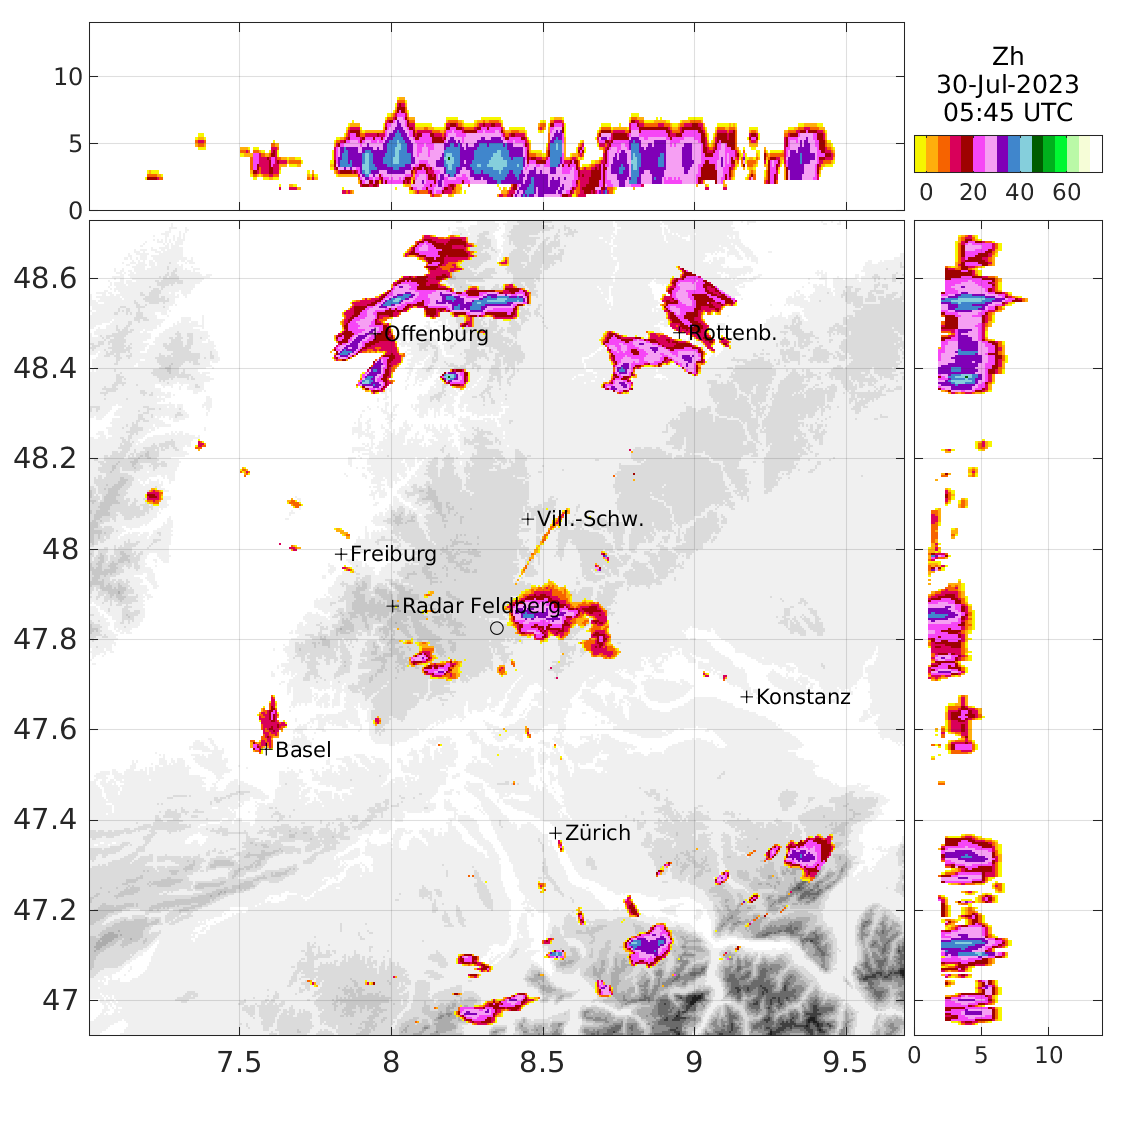 Zh
30-Jul-2023
05:45 UTC
0 20 40 60
10
5
0
48.6
48.4
48.2
48
47.8
47.6
47.4
47.2
47
Offenburg
Rottenb.
Vill.-Schw.
Freiburg
Radar Feldberg
Konstanz
Basel
Zürich
7.5 8 8.5 9 9.5
0 5 10